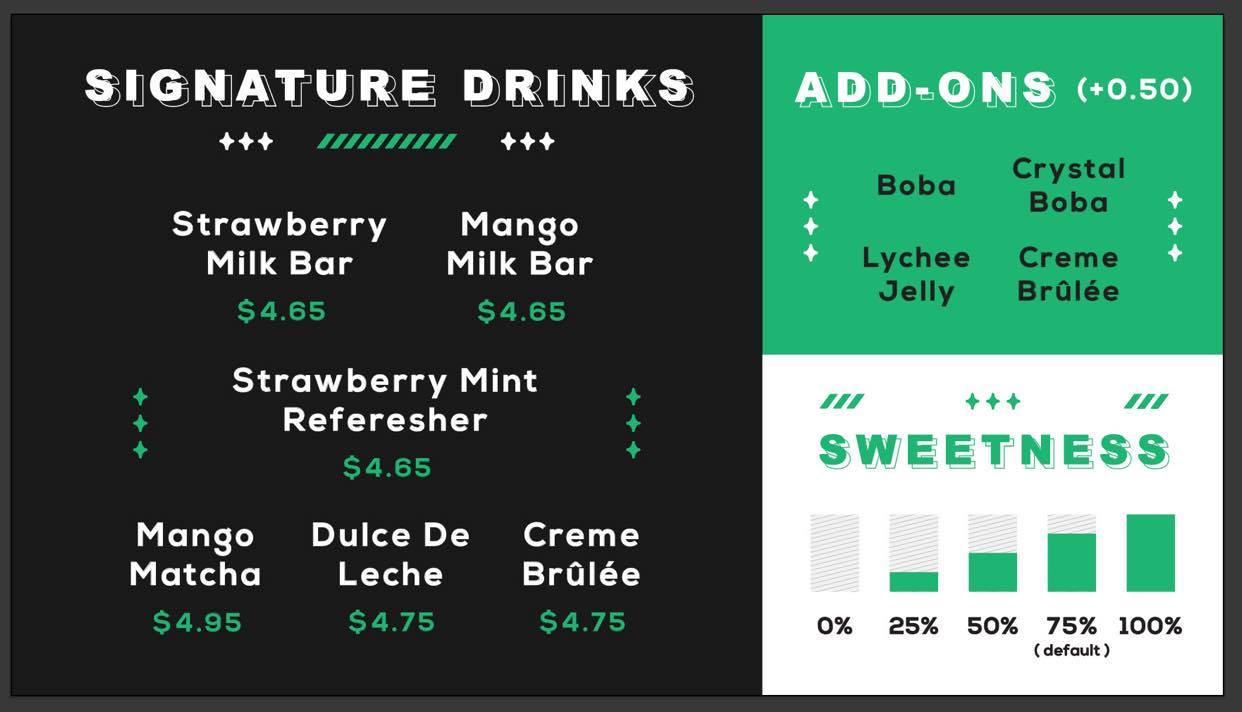 SIGNATURE DRINKS
Strawberry
Milk Bar
$4.65
Mango
Milk Bar
$4.65
Strawberry Mint
Referesher
$4.65
Mango
Matcha
$4.95
Dulce De
Leche
$4.75
Creme
Brûlée
$4.75
ADD-ONS (+0.50)
Boba
Crystal
Boba
Lychee
Jelly
Creme
Brûlée
SWEETNESS
0%
25%
50%
75%
( default )
100%